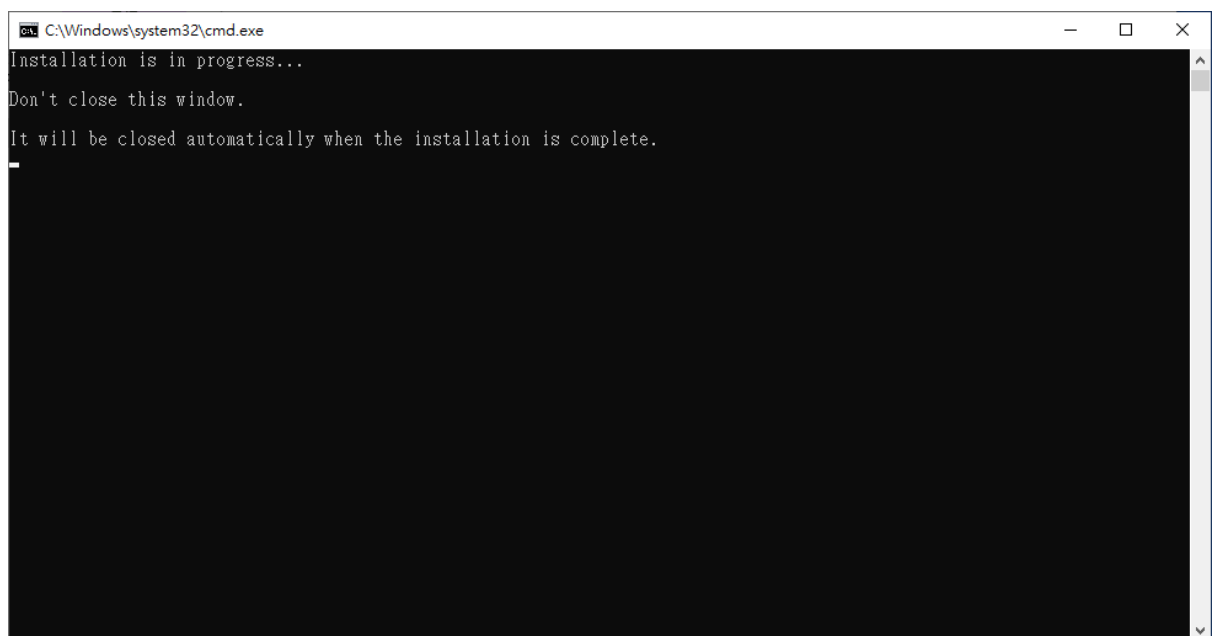 C:\Windows\system32\cmd.exe
Installation is in progress...
Don't close this window.
It will be closed automatically when the installation is complete.